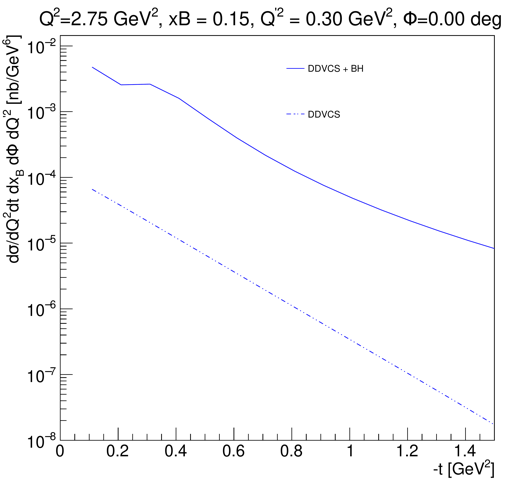 Q²=2.75 GeV², xB = 0.15, Q'² = 0.30 GeV², Φ=0.00 deg
dσ/dQ²dt dx_B dΦ dQ'² [nb/GeV⁶]
DDVCS + BH
DDVCS
10⁻²
10⁻³
10⁻⁴
10⁻⁵
10⁻⁶
10⁻⁷
10⁻⁸
0 0.2 0.4 0.6 0.8 1 1.2 1.4
-t [GeV²]